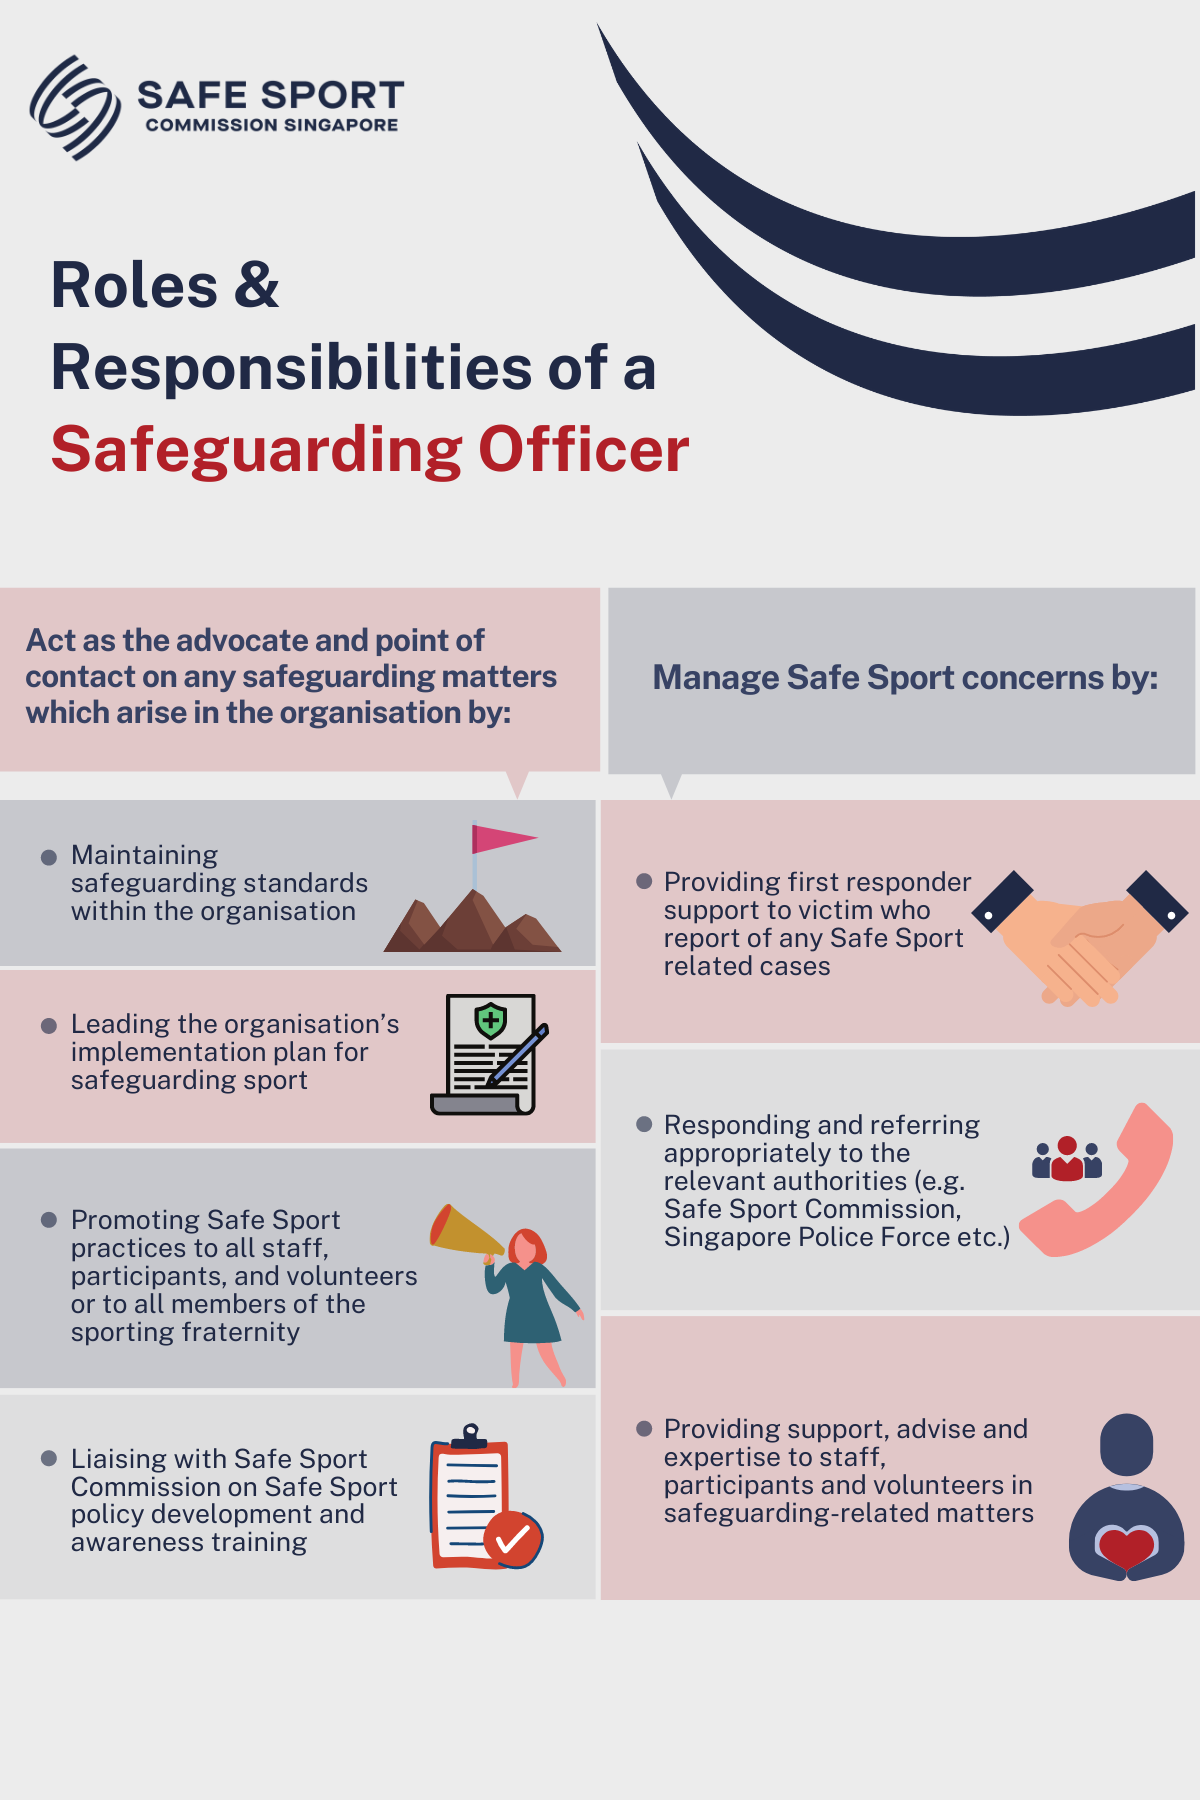 SAFE SPORT
COMMISSION SINGAPORE
Roles &
Responsibilities of a
Safeguarding Officer
Act as the advocate and point of
contact on any safeguarding matters
which arise in the organisation by:
Maintaining
safeguarding standards
within the organisation
Leading the organisation’s
implementation plan for
safeguarding sport
Promoting Safe Sport
practices to all staff,
participants, and volunteers
or to all members of the
sporting fraternity
Liaising with Safe Sport
Commission on Safe Sport
policy development and
awareness training
Manage Safe Sport concerns by:
Providing first responder
support to victim who
report of any Safe Sport
related cases
Responding and referring
appropriately to the
relevant authorities (e.g.
Safe Sport Commission,
Singapore Police Force etc.)
Providing support, advise and
expertise to staff,
participants and volunteers in
safeguarding-related matters